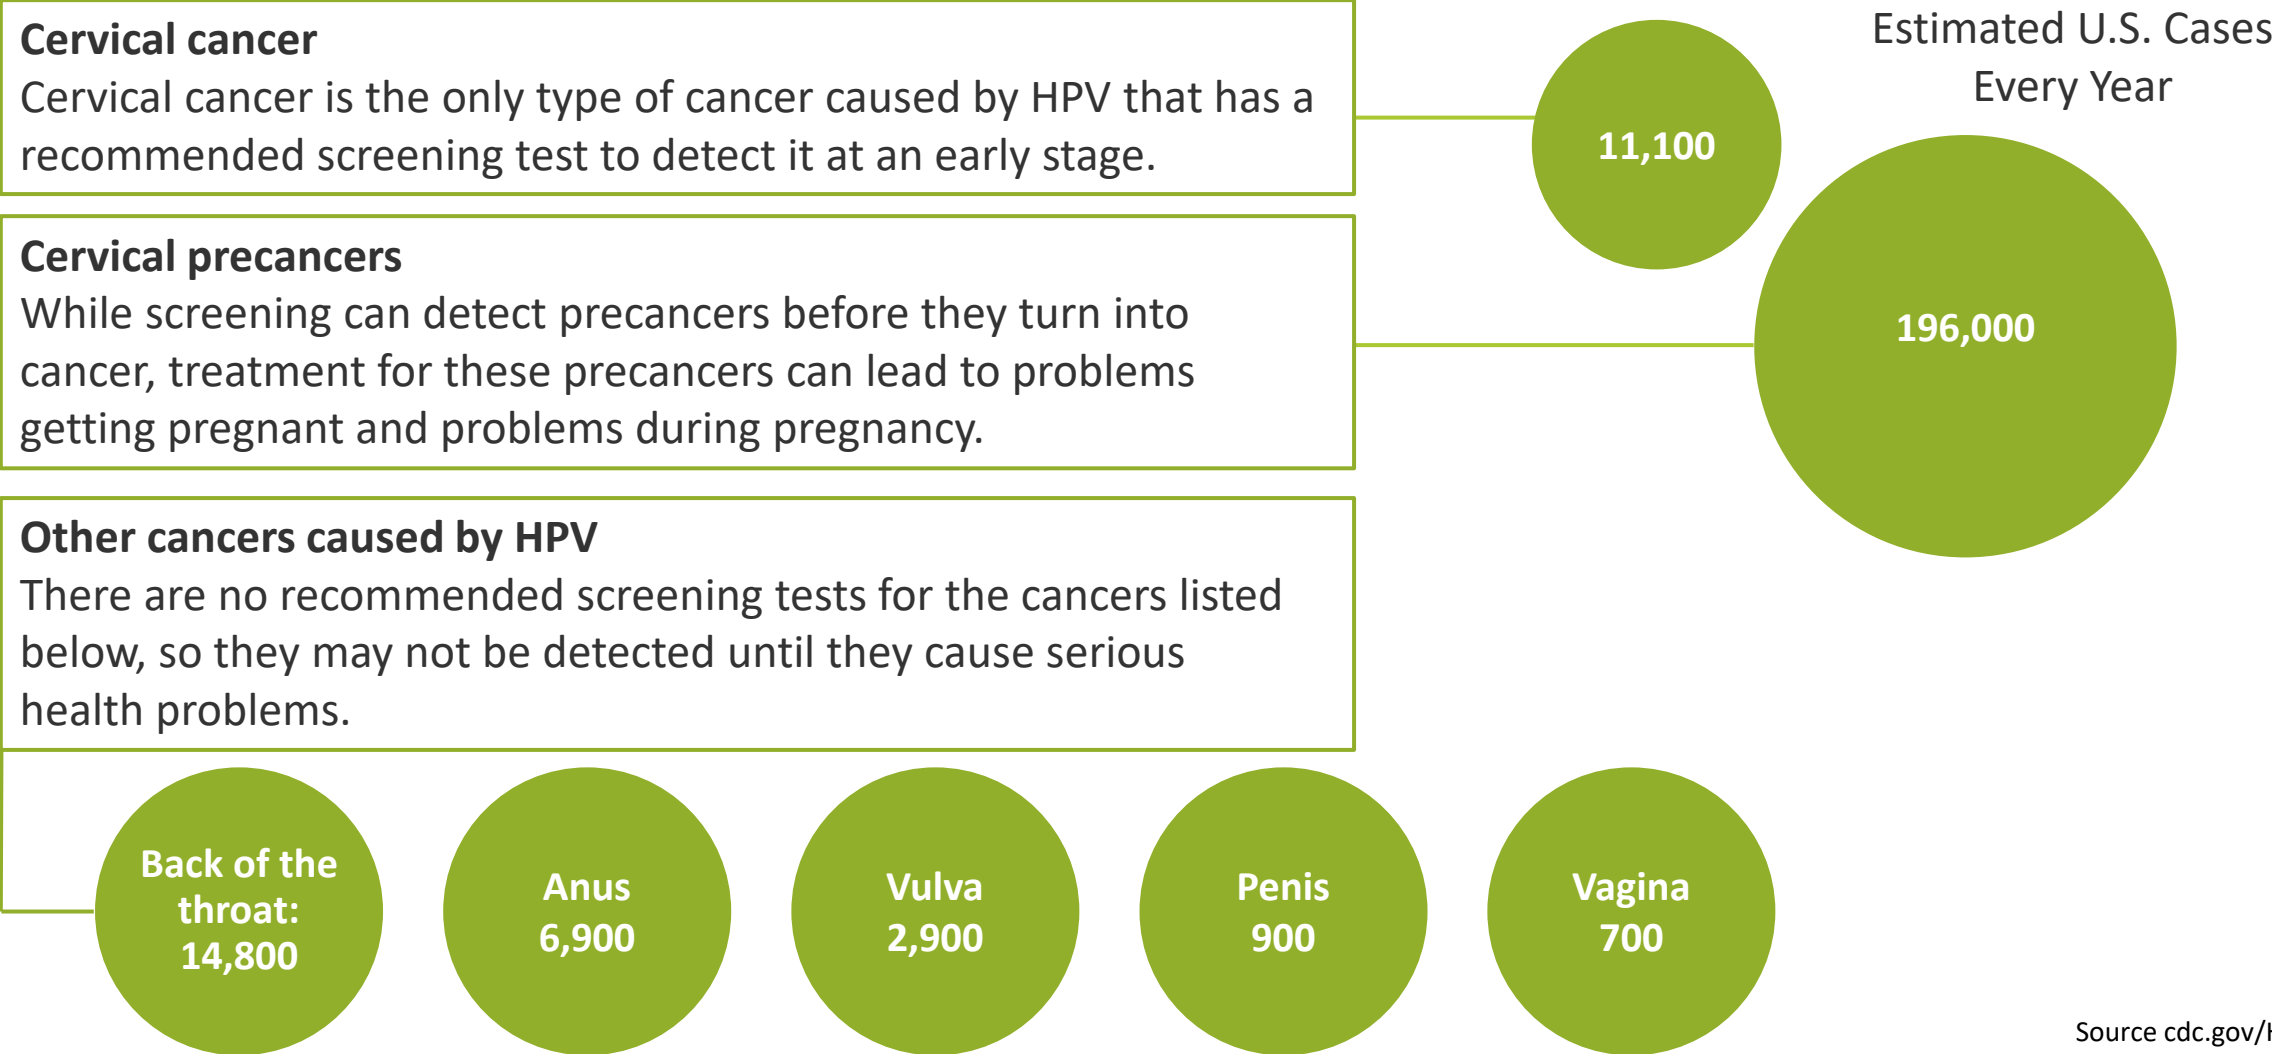 Estimated U.S. Cases
Every Year
Cervical cancer
Cervical cancer is the only type of cancer caused by HPV that has a
recommended screening test to detect it at an early stage.
11,100
Cervical precancers
While screening can detect precancers before they turn into
cancer, treatment for these precancers can lead to problems
getting pregnant and problems during pregnancy.
196,000
Other cancers caused by HPV
There are no recommended screening tests for the cancers listed
below, so they may not be detected until they cause serious
health problems.
Back of the
throat:
14,800
Anus
6,900
Vulva
2,900
Penis
900
Vagina
700
Source cdc.gov/